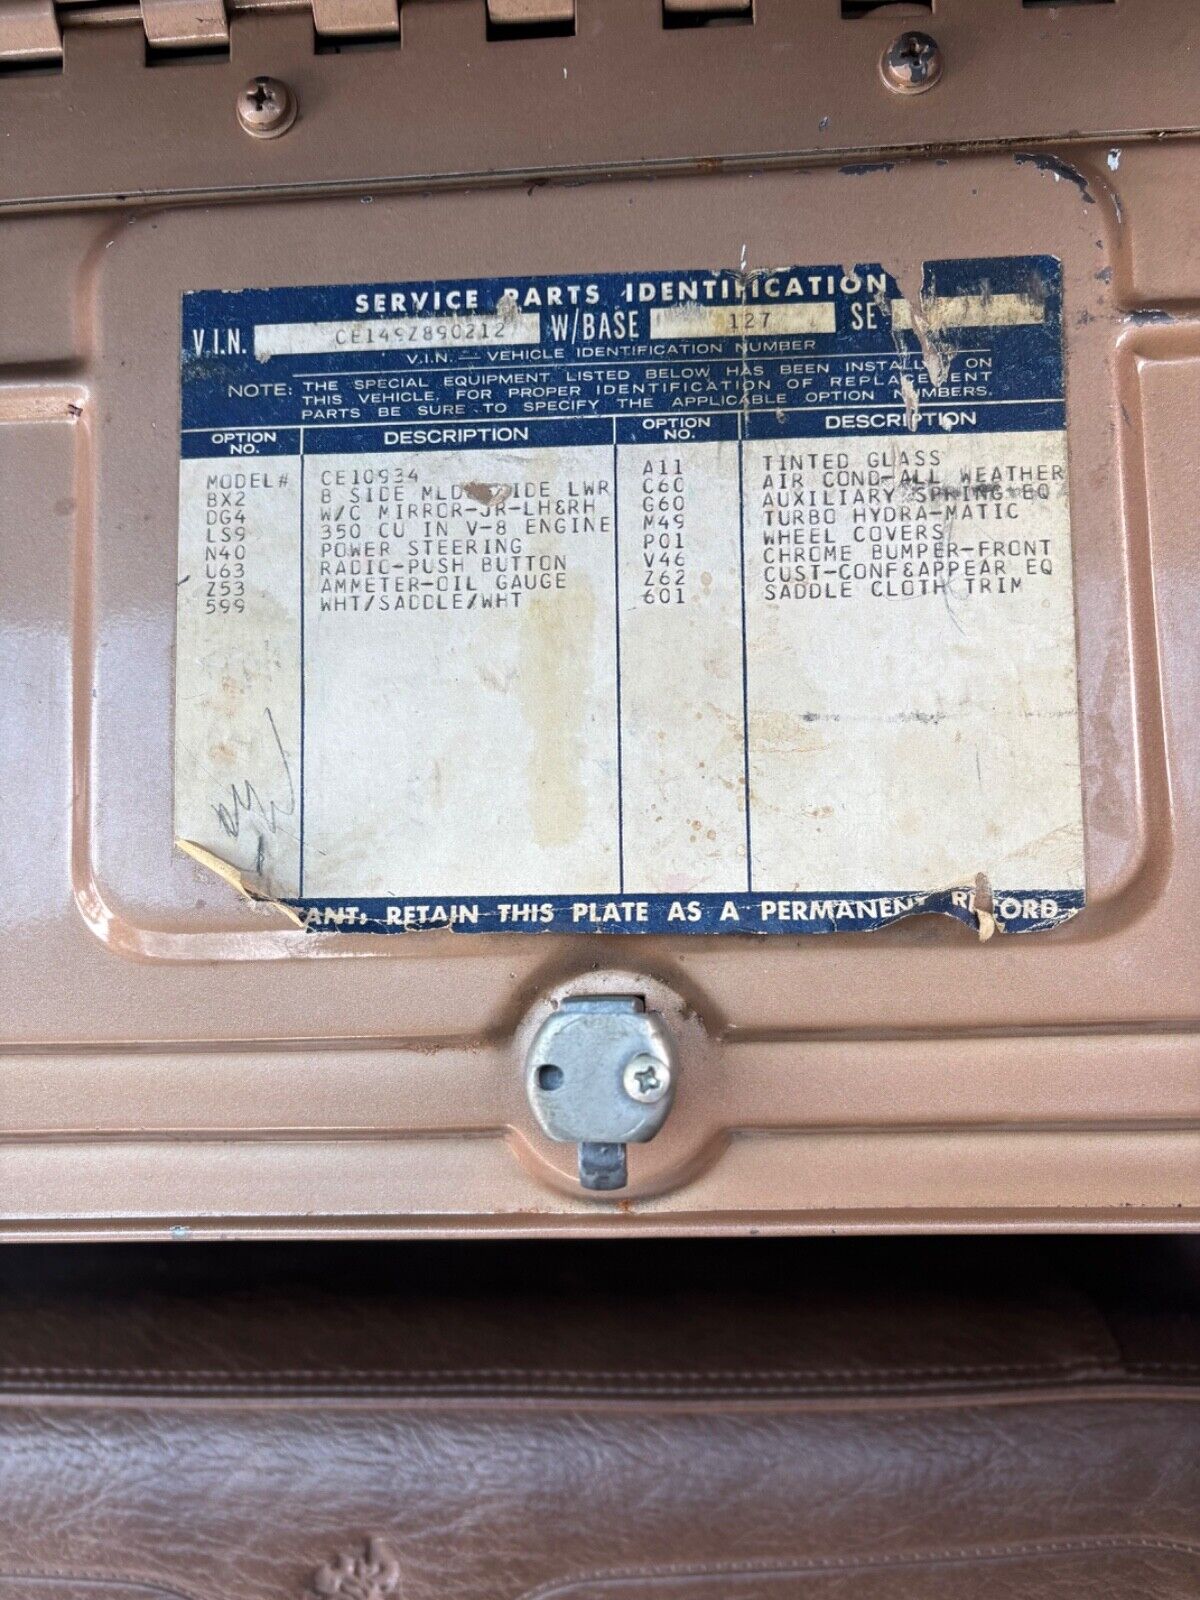 SERVICE PARTS IDENTIFICATION
V.I.N. CE149Z890212 W/BASE 127 SE
V.I.N. — VEHICLE IDENTIFICATION NUMBER
NOTE: THE SPECIAL EQUIPMENT LISTED BELOW HAS BEEN INSTALLED ON
THIS VEHICLE. FOR PROPER IDENTIFICATION OF REPLACEMENT
PARTS BE SURE TO SPECIFY THE APPLICABLE OPTION NUMBERS.
OPTION NO. DESCRIPTION OPTION NO. DESCRIPTION
MODEL# CE10934 A11 TINTED GLASS
BX2 B SIDE MLD IDE LWR C60 AIR COND-ALL WEATHER
DG4 W/C MIRROR-JR-LH&RH G60 AUXILIARY SPRING EQ
LS9 350 CU IN V-8 ENGINE M49 TURBO HYDRA-MATIC
N40 POWER STEERING P01 WHEEL COVERS
U63 RADIO-PUSH BUTTON V46 CHROME BUMPER-FRONT
Z53 AMMETER-OIL GAUGE Z62 CUST-CONF&APPEAR EQ
599 WHT/SADDLE/WHT 601 SADDLE CLOTH TRIM
TANT: RETAIN THIS PLATE AS A PERMANENT RECORD